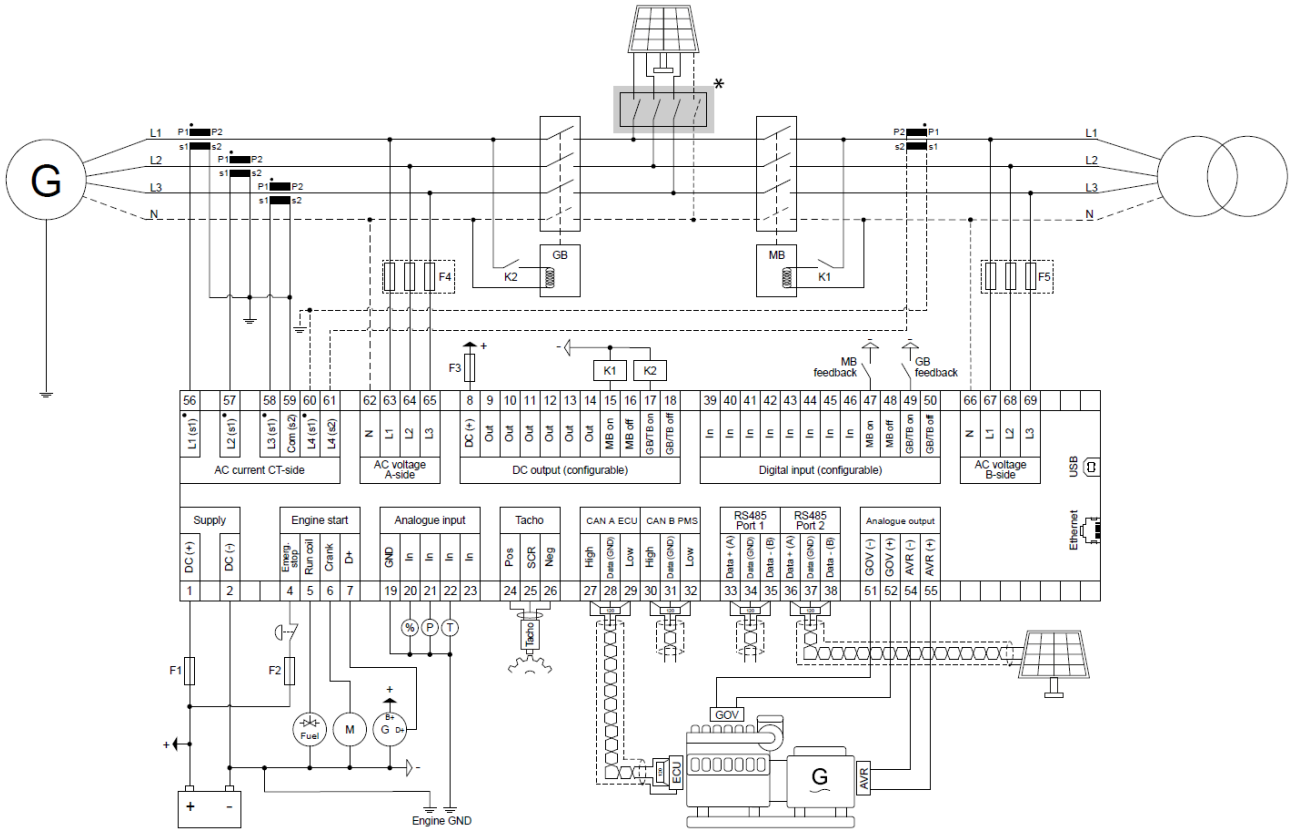 *
L1 P1 P2 P2 P1 L1
s1 s2 s2 s1
L2 P1 P2 L2
s1 s2
L3 P1 P2 L3
s1 s2
G
N N
GB MB
K2 K1
F4 F5
F3 +
-
K1 K2
MB feedback
GB feedback
56 57 58 59 60 61 62 63 64 65 8 9 10 11 12 13 14 15 16 17 18 39 40 41 42 43 44 45 46 47 48 49 50 66 67 68 69
L1 (s1) L2 (s1) L3 (s1) Com (s2) L4 (s1) L4 (s2)
N L1 L2 L3
DC (+) Out Out Out Out Out Out MB on MB off GB/TB on GB/TB off
In In In In In In In In MB on MB off GB/TB on GB/TB off
N L1 L2 L3
AC current CT-side
AC voltage
A-side
DC output (configurable)
Digital input (configurable)
AC voltage
B-side
USB
Ethernet
Supply
Engine start
Analogue input
Tacho
CAN A ECU
CAN B PMS
RS485
Port 1
RS485
Port 2
Analogue output
DC (+) DC (-)
Emerg. stop Run coil Crank D+
GND In In In In
Pos SCR Neg
High Data (GND) Low
High Data (GND) Low
Data + (A) Data (GND) Data - (B)
Data + (A) Data (GND) Data - (B)
GOV (-) GOV (+) AVR (-) AVR (+)
1 2 4 5 6 7 19 20 21 22 23 24 25 26 27 28 29 30 31 32 33 34 35 36 37 38 51 52 54 55
120 120 120 120
% P T
Tacho
F1 F2
+
B+
G D+
Fuel
M
+
-
+ -
Engine GND
GOV
120
ECU
G
AVR